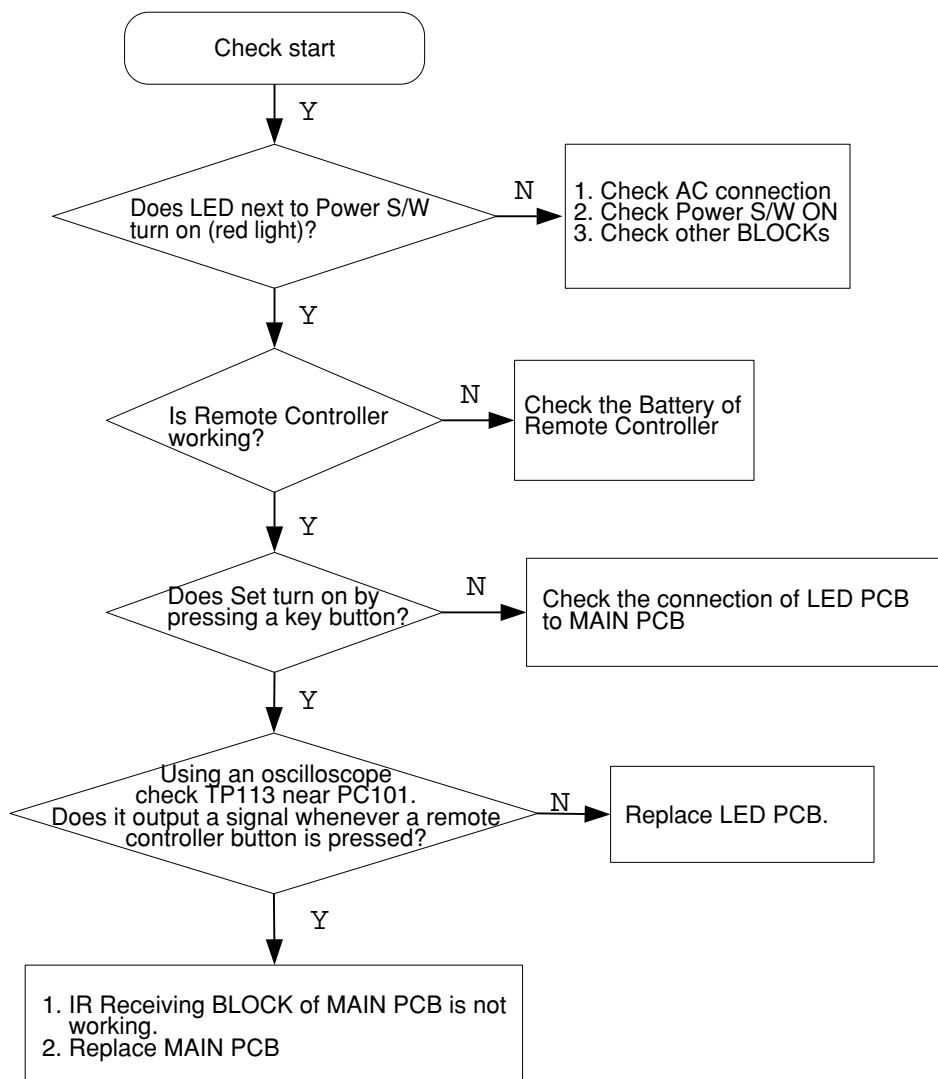 Check start
Y
Does LED next to Power S/W
turn on (red light)?
N
1. Check AC connection
2. Check Power S/W ON
3. Check other BLOCKs
Y
Is Remote Controller
working?
N
Check the Battery of
Remote Controller
Y
Does Set turn on by
pressing a key button?
N
Check the connection of LED PCB
to MAIN PCB
Y
Using an oscilloscope
check TP113 near PC101.
Does it output a signal whenever a remote
controller button is pressed?
N
Replace LED PCB.
Y
1. IR Receiving BLOCK of MAIN PCB is not
working.
2. Replace MAIN PCB